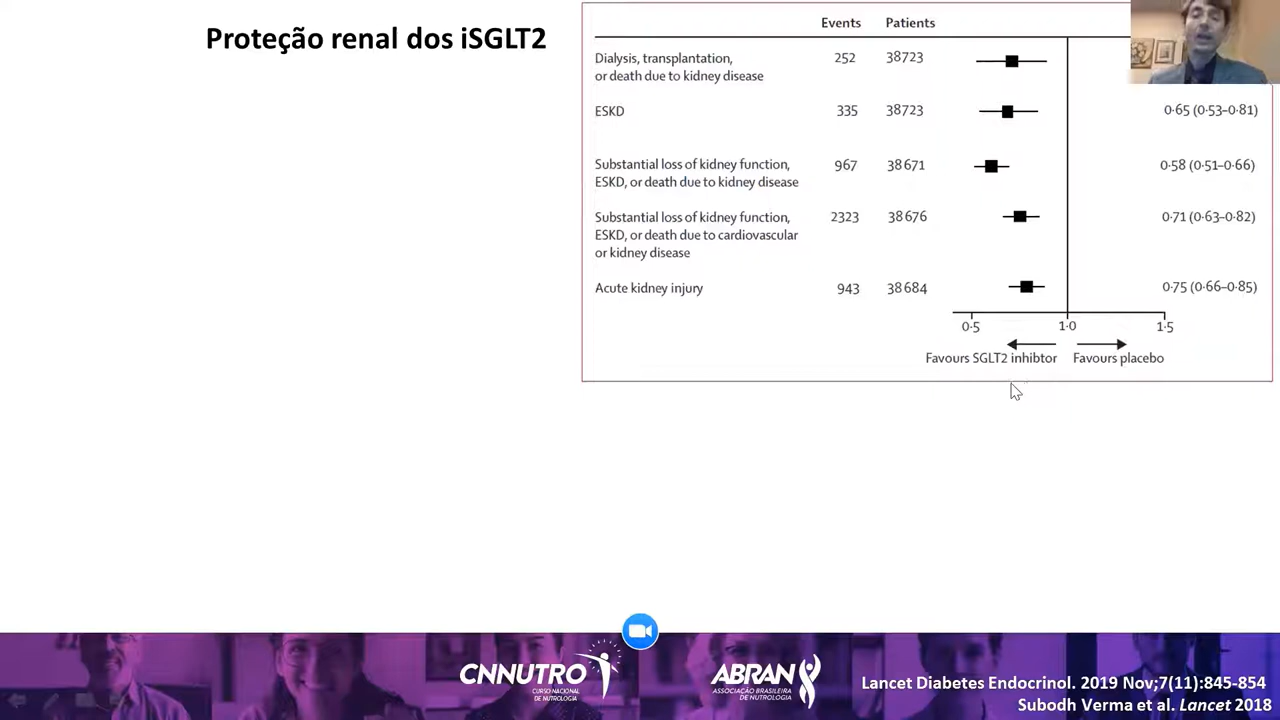 Proteção renal dos iSGLT2
Events Patients
Dialysis, transplantation,
or death due to kidney disease
252 38723
ESKD 335 38723 0·65 (0·53–0·81)
Substantial loss of kidney function,
ESKD, or death due to kidney disease
967 38671 0·58 (0·51–0·66)
Substantial loss of kidney function,
ESKD, or death due to cardiovascular
or kidney disease
2323 38676 0·71 (0·63–0·82)
Acute kidney injury 943 38684 0·75 (0·66–0·85)
0·5 1·0 1·5
Favours SGLT2 inhibtor Favours placebo
CNNUTRO
CURSO NACIONAL
DE NUTROLOGIA
ABRAN
ASSOCIAÇÃO BRASILEIRA
DE NUTROLOGIA
Lancet Diabetes Endocrinol. 2019 Nov;7(11):845-854
Subodh Verma et al. Lancet 2018